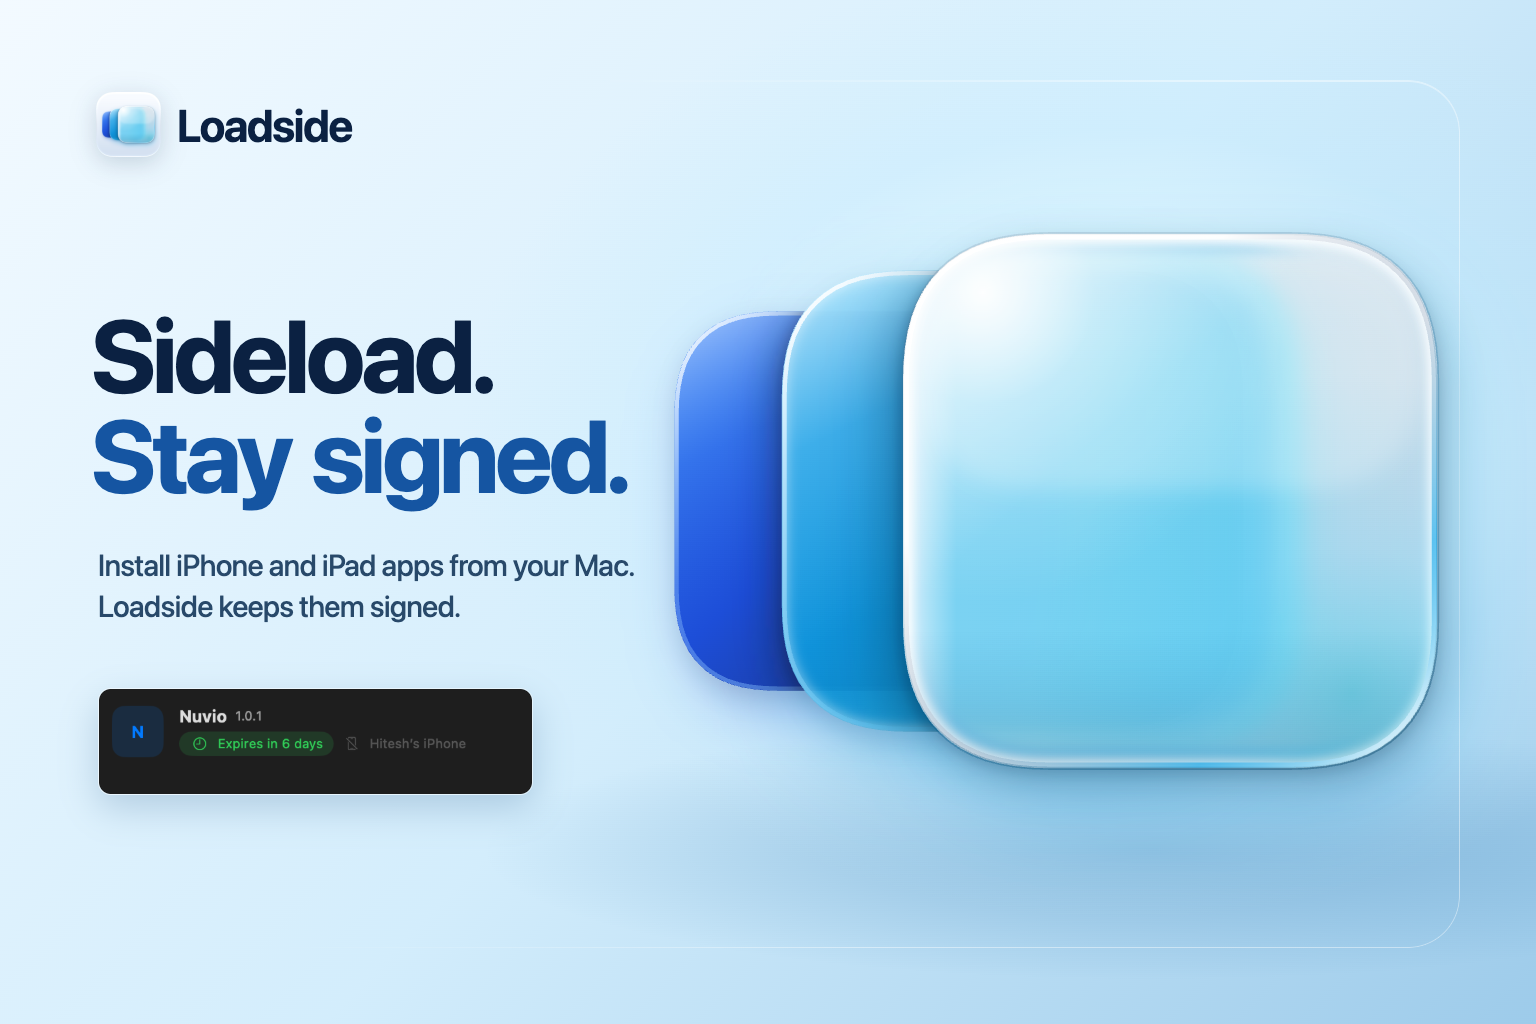 Loadside
Sideload.
Stay signed.
Install iPhone and iPad apps from your Mac.
Loadside keeps them signed.
N
Nuvio 1.0.1
Expires in 6 days Hitesh's iPhone